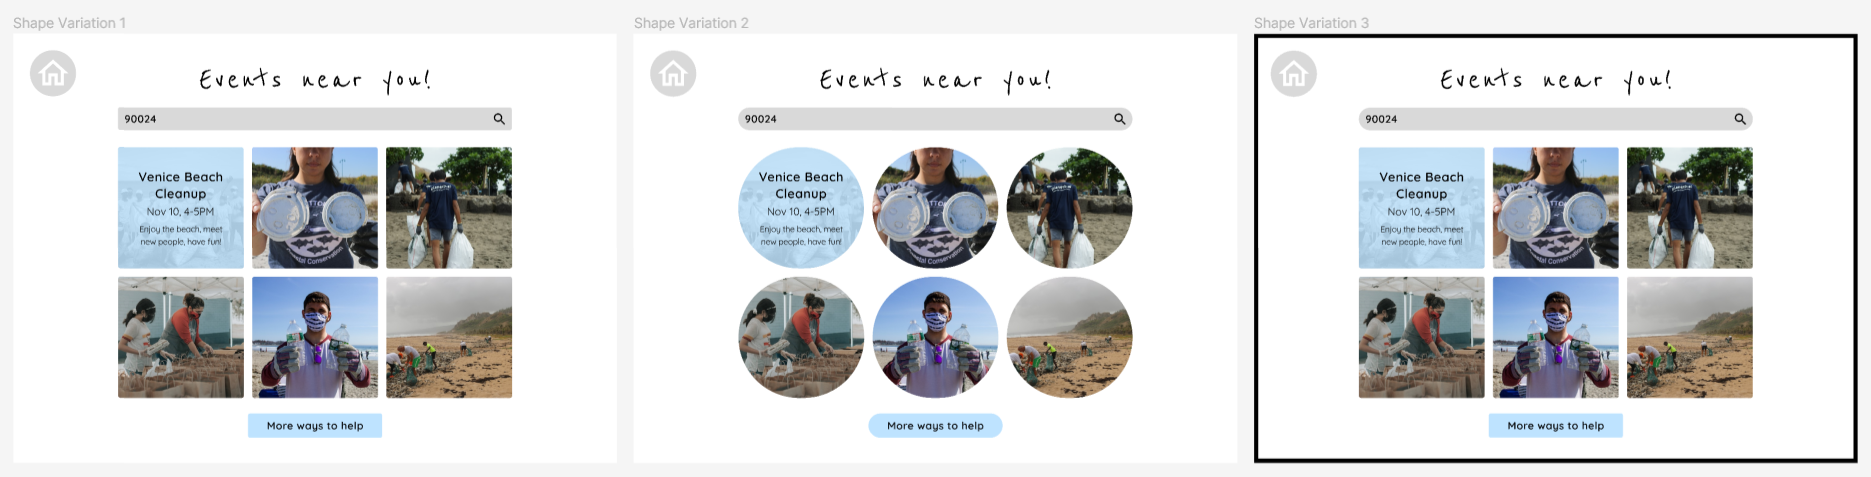 Shape Variation 1
Events near you!
90024
Venice Beach
Cleanup
Nov 10, 4-5PM
Enjoy the beach, meet
new people, have fun!
More ways to help
Shape Variation 2
Events near you!
90024
Venice Beach
Cleanup
Nov 10, 4-5PM
Enjoy the beach, meet
new people, have fun!
More ways to help
Shape Variation 3
Events near you!
90024
Venice Beach
Cleanup
Nov 10, 4-5PM
Enjoy the beach, meet
new people, have fun!
More ways to help